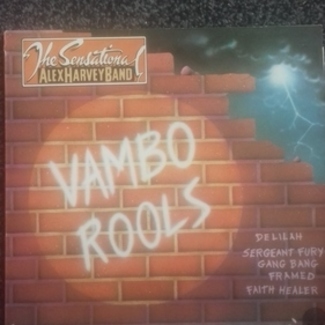 The Sensational
ALEX HARVEY BAND
VAMBO
ROOLS
DELILAH
SERGEANT FURY
GANG BANG
FRAMED
FAITH HEALER